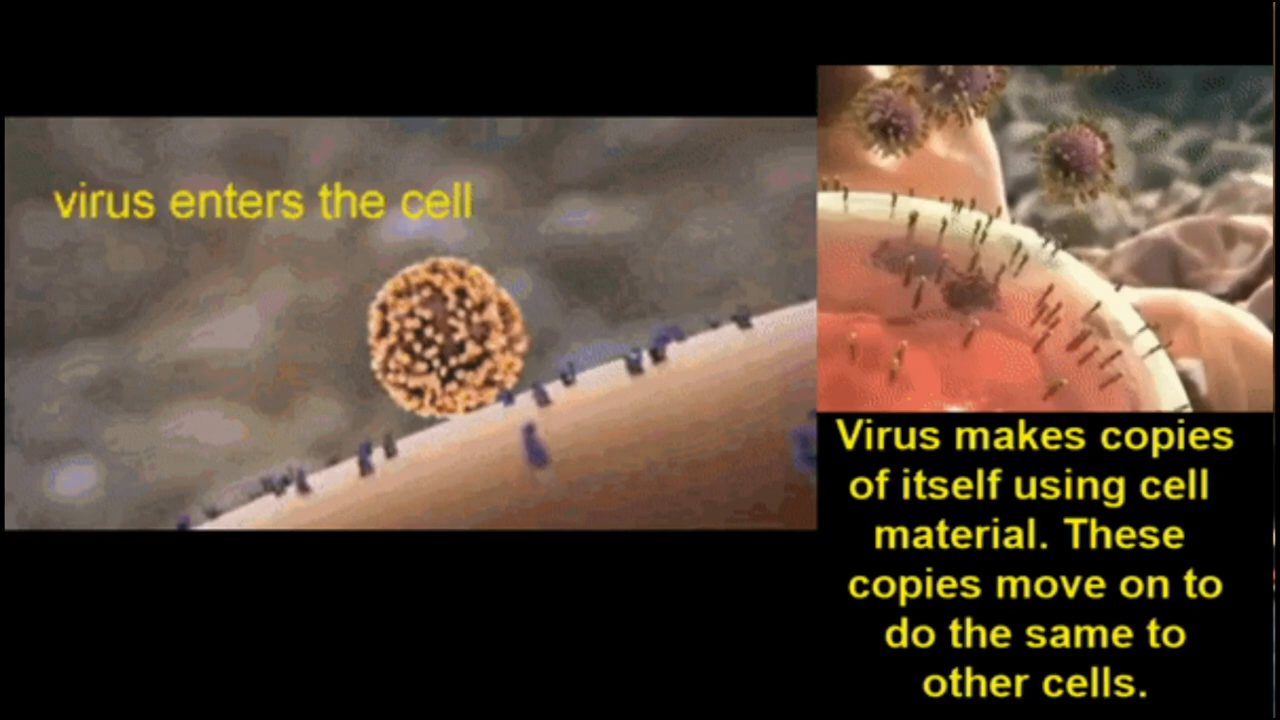 virus enters the cell
Virus makes copies
of itself using cell
material. These
copies move on to
do the same to
other cells.